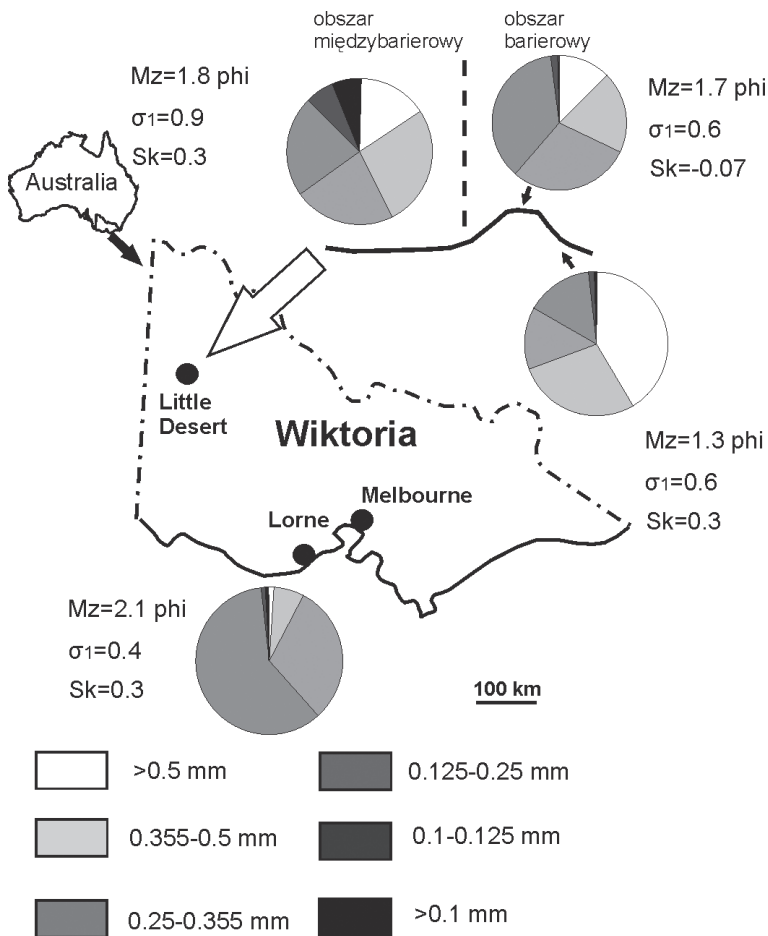 obszar
międzybarierowy
obszar
barierowy
Mz=1.8 phi
σ1=0.9
Sk=0.3
Mz=1.7 phi
σ1=0.6
Sk=-0.07
Australia
Little
Desert
Wiktoria
Mz=1.3 phi
σ1=0.6
Sk=0.3
Melbourne
Lorne
Mz=2.1 phi
σ1=0.4
Sk=0.3
100 km
>0.5 mm
0.125-0.25 mm
0.355-0.5 mm
0.1-0.125 mm
0.25-0.355 mm
>0.1 mm